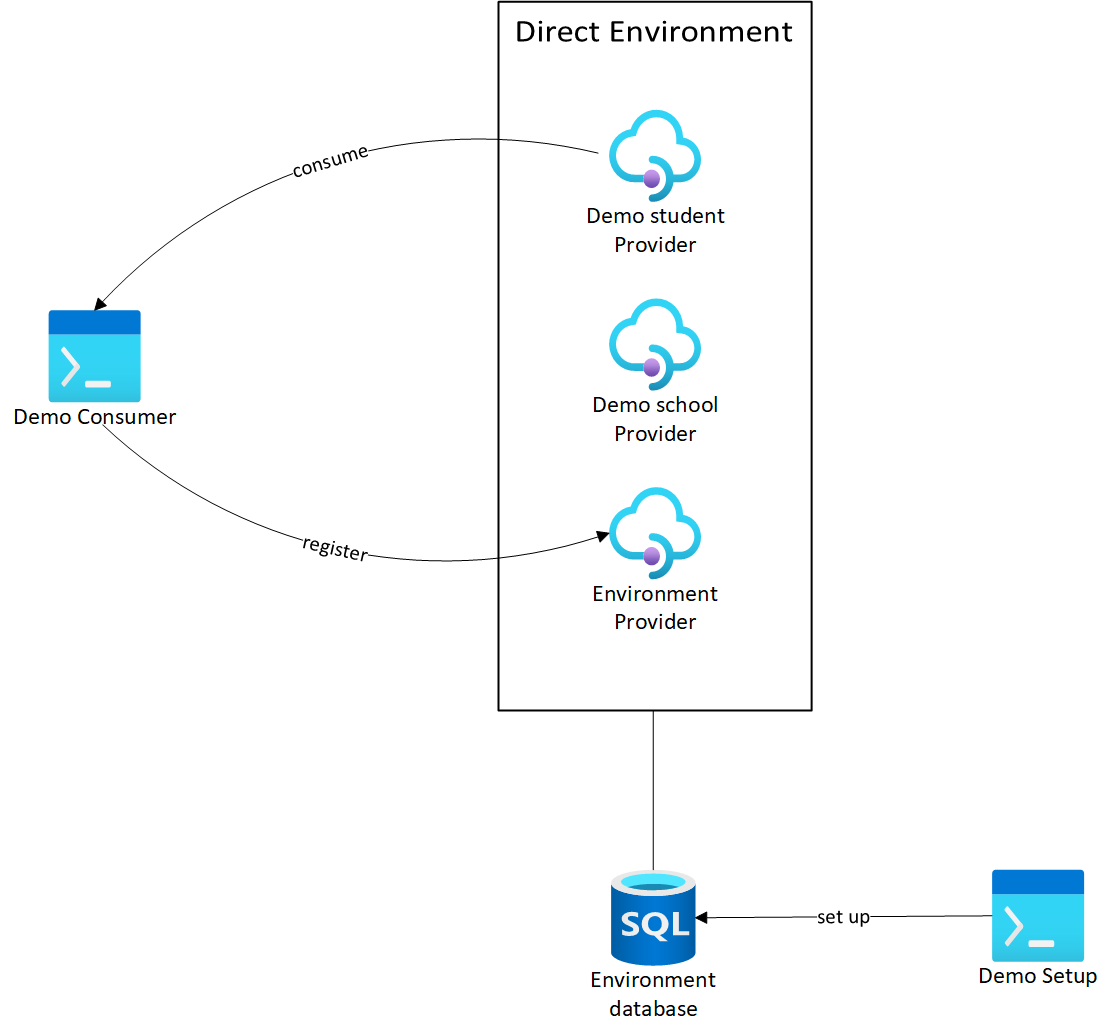 Direct Environment
consume
Demo student
Provider
Demo school
Provider
Demo Consumer
register
Environment
Provider
SQL
set up
Environment
database
Demo Setup